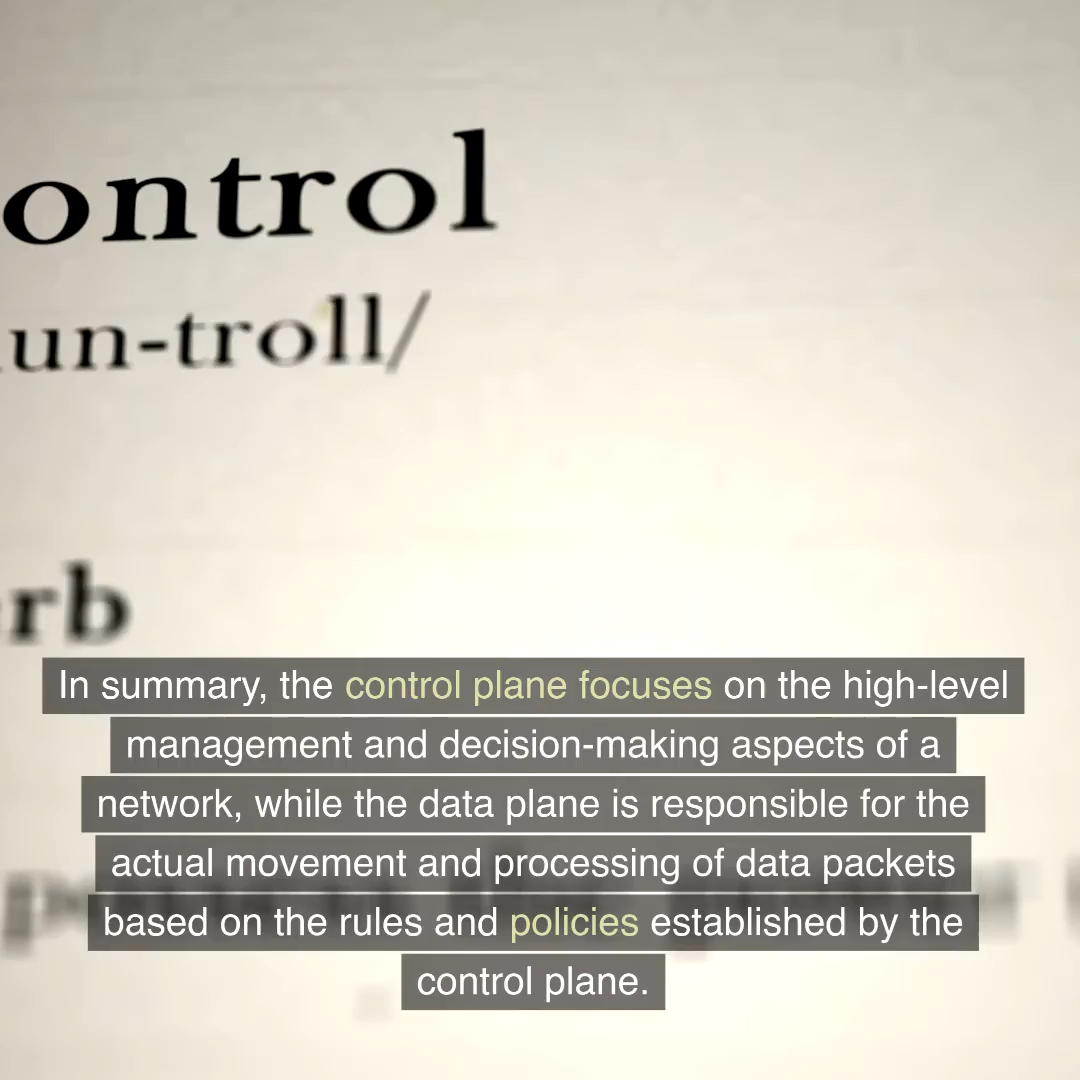 ontrol
un-troll/
rb
In summary, the control plane focuses on the high-level
management and decision-making aspects of a
network, while the data plane is responsible for the
actual movement and processing of data packets
based on the rules and policies established by the
control plane.